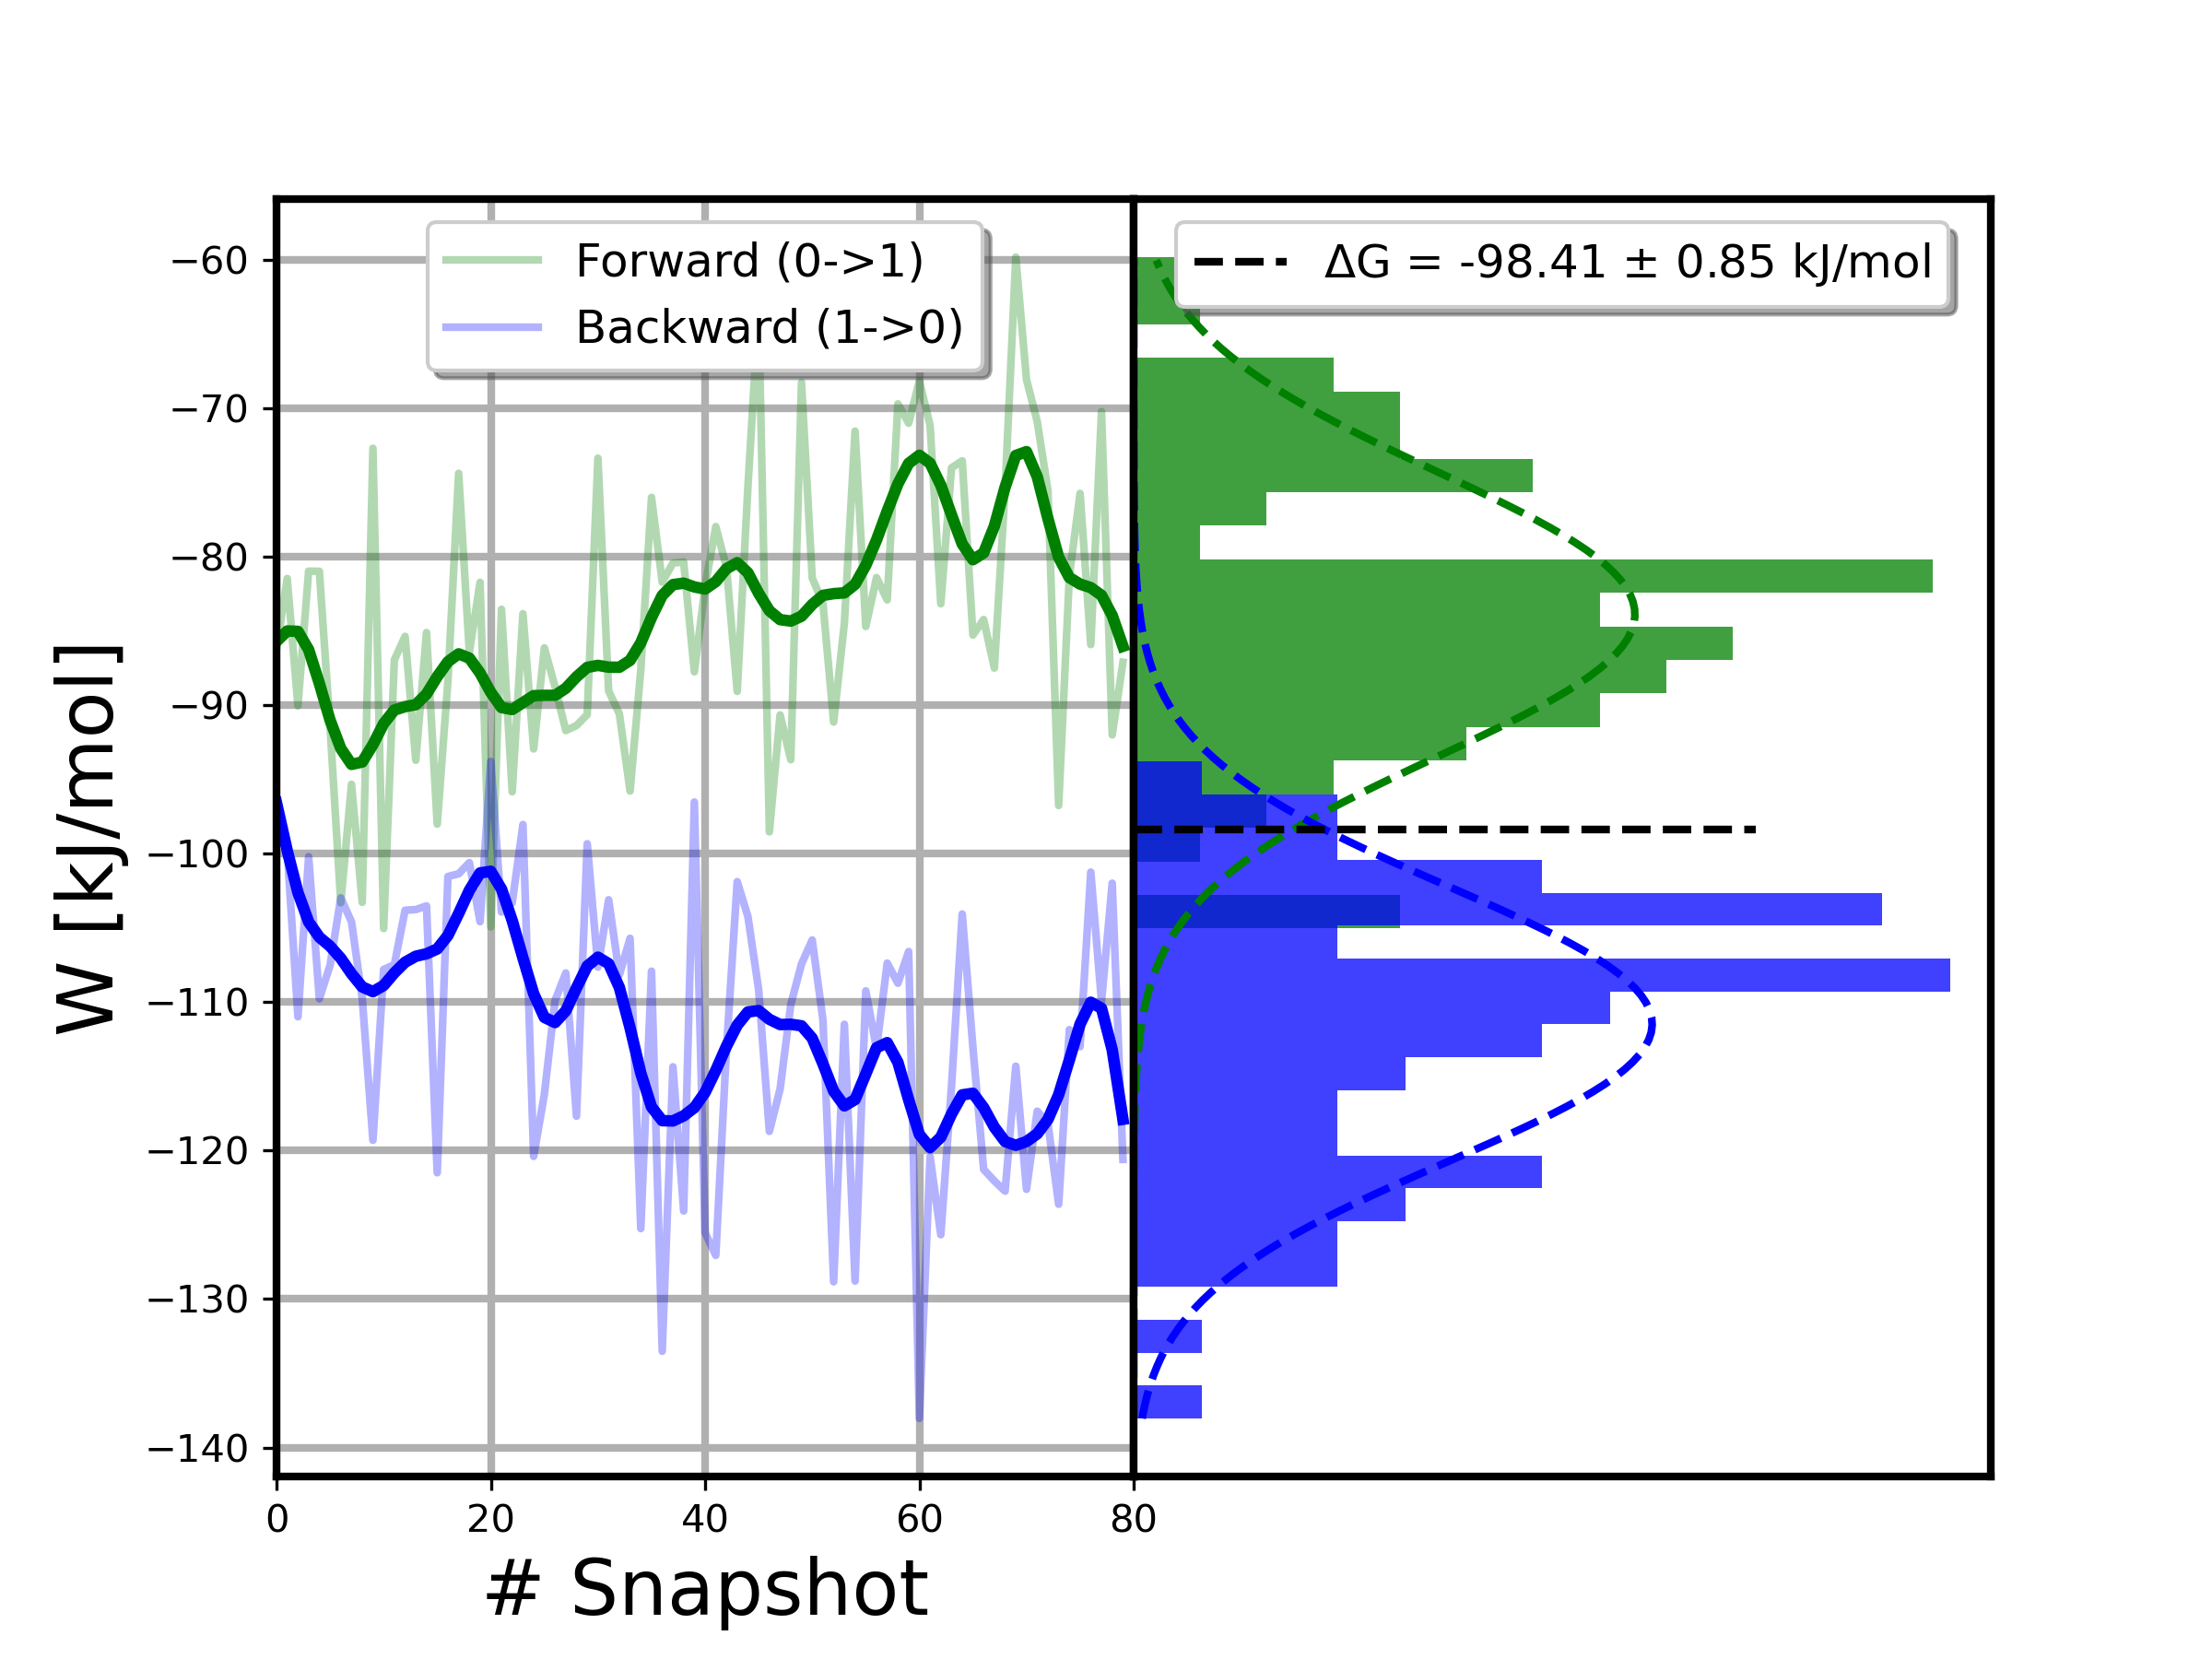 Forward (0->1)
Backward (1->0)
ΔG = -98.41 ± 0.85 kJ/mol
W [kJ/mol]
−60
−70
−80
−90
−100
−110
−120
−130
−140
0 20 40 60 80
# Snapshot